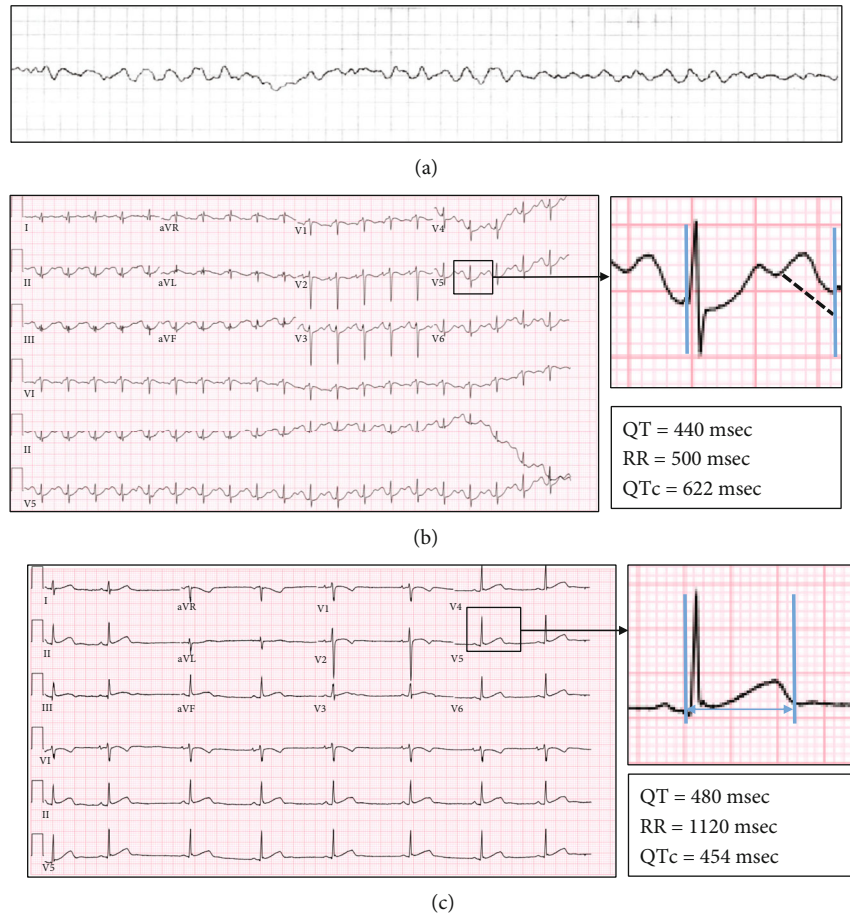 (a)
I aVR V1 V4
II aVL V2 V5
III aVF V3 V6
VI
II
V5
QT = 440 msec
RR = 500 msec
QTc = 622 msec
(b)
I aVR V1 V4
II aVL V2 V5
III aVF V3 V6
VI
II
V5
QT = 480 msec
RR = 1120 msec
QTc = 454 msec
(c)